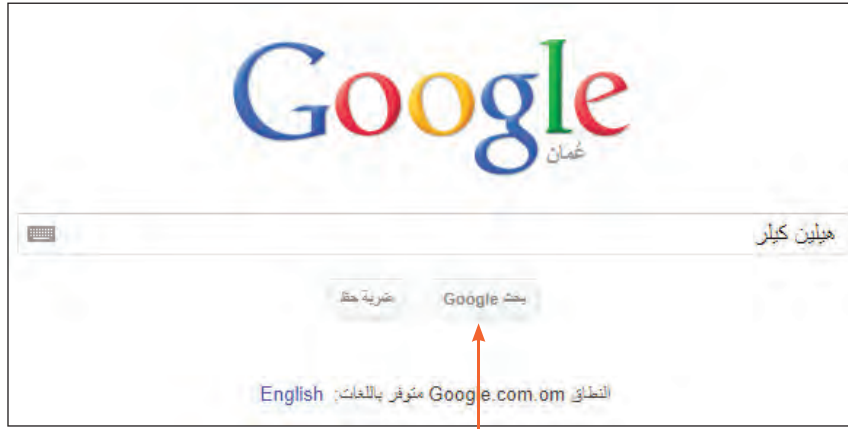 Google
عُمان
هيلين كيلر
بحث Google ضربة حظ
النطاق Google.com.om متوفر باللغات: English